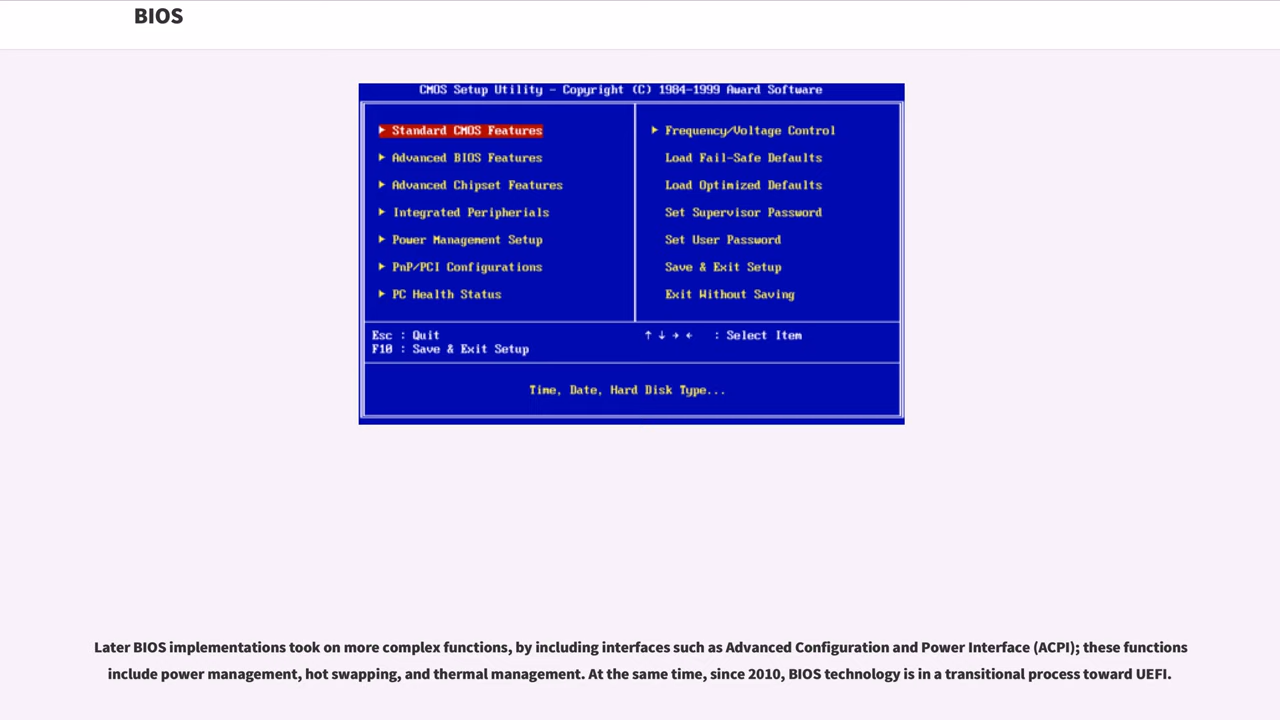 BIOS
CMOS Setup Utility - Copyright (C) 1984-1999 Award Software
Standard CMOS Features
Advanced BIOS Features
Advanced Chipset Features
Integrated Peripherials
Power Management Setup
PnP/PCI Configurations
PC Health Status
Frequency/Voltage Control
Load Fail-Safe Defaults
Load Optimized Defaults
Set Supervisor Password
Set User Password
Save & Exit Setup
Exit Without Saving
Esc : Quit
F10 : Save & Exit Setup
↑ ↓ → ← : Select Item
Time, Date, Hard Disk Type...
Later BIOS implementations took on more complex functions, by including interfaces such as Advanced Configuration and Power Interface (ACPI); these functions
include power management, hot swapping, and thermal management. At the same time, since 2010, BIOS technology is in a transitional process toward UEFI.